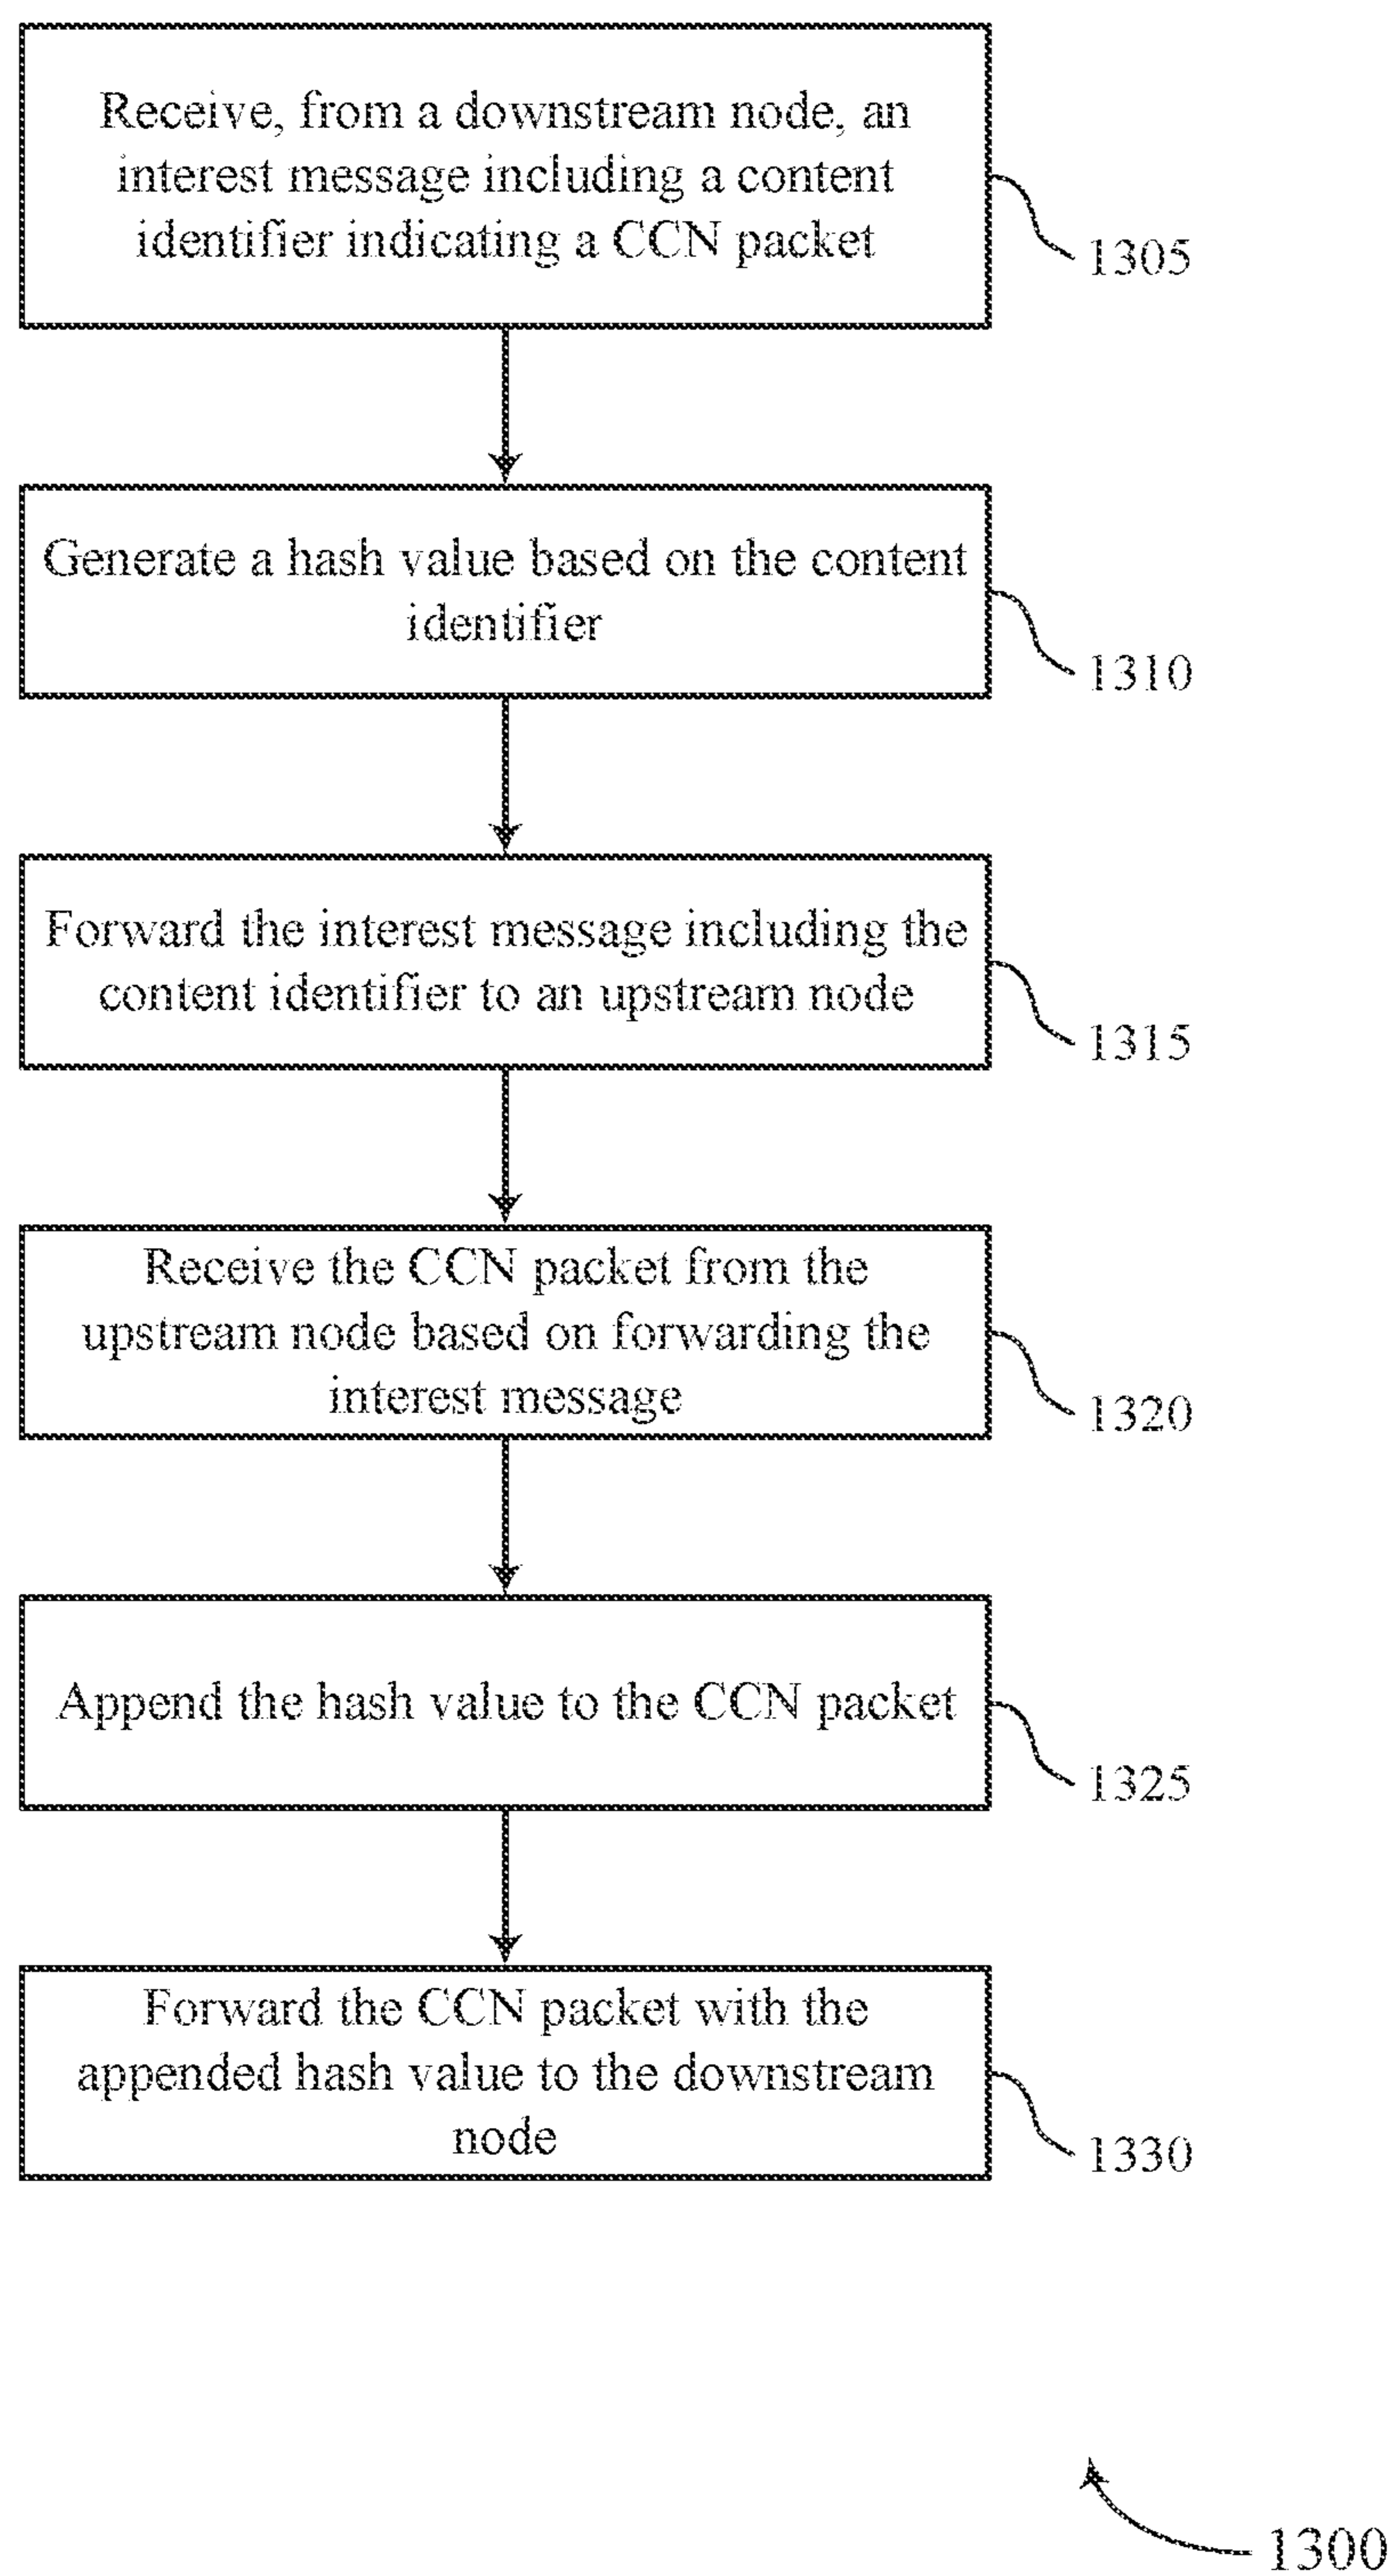 Receive, from a downstream node, an
interest message including a content
identifier indicating a CCN packet
1305
Generate a hash value based on the content
identifier
1310
Forward the interest message including the
content identifier to an upstream node
1315
Receive the CCN packet from the
upstream node based on forwarding the
interest message
1320
Append the hash value to the CCN packet
1325
Forward the CCN packet with the
appended hash value to the downstream
node
1330
1300